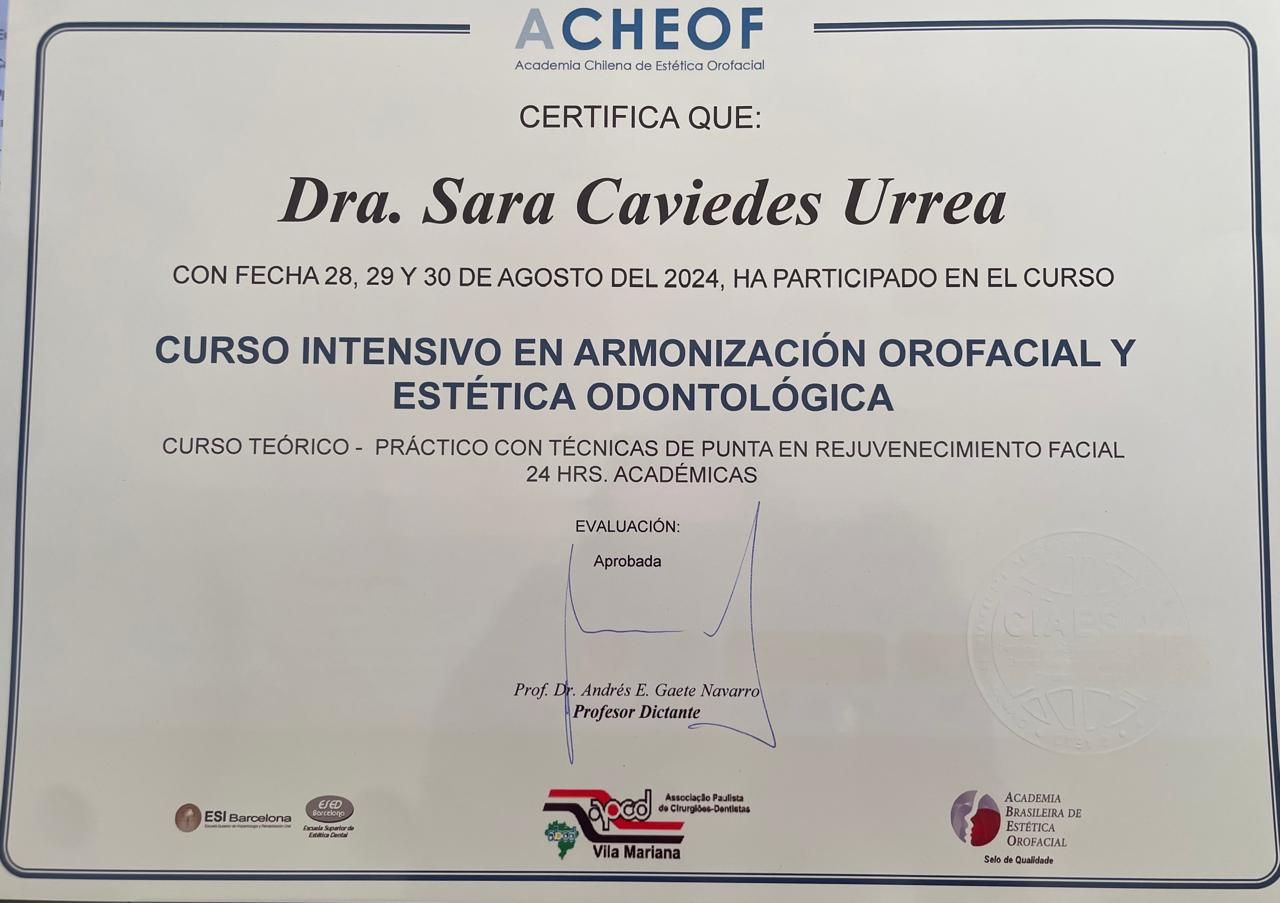 ACHEOF
Academia Chilena de Estética Orofacial
CERTIFICA QUE:
Dra. Sara Caviedes Urrea
CON FECHA 28, 29 Y 30 DE AGOSTO DEL 2024, HA PARTICIPADO EN EL CURSO
CURSO INTENSIVO EN ARMONIZACIÓN OROFACIAL Y
ESTÉTICA ODONTOLÓGICA
CURSO TEÓRICO - PRÁCTICO CON TÉCNICAS DE PUNTA EN REJUVENECIMIENTO FACIAL
24 HRS. ACADÉMICAS
EVALUACIÓN:
Aprobada
Prof. Dr. Andrés E. Gaete Navarro
Profesor Dictante
ESI Barcelona
ESED
Barcelona
Escuela Superior de
Estética Dental
apcd
Associação Paulista
de Cirurgiões-Dentistas
Vila Mariana
ACADEMIA
BRASILEIRA DE
ESTÉTICA
OROFACIAL
Selo de Qualidade